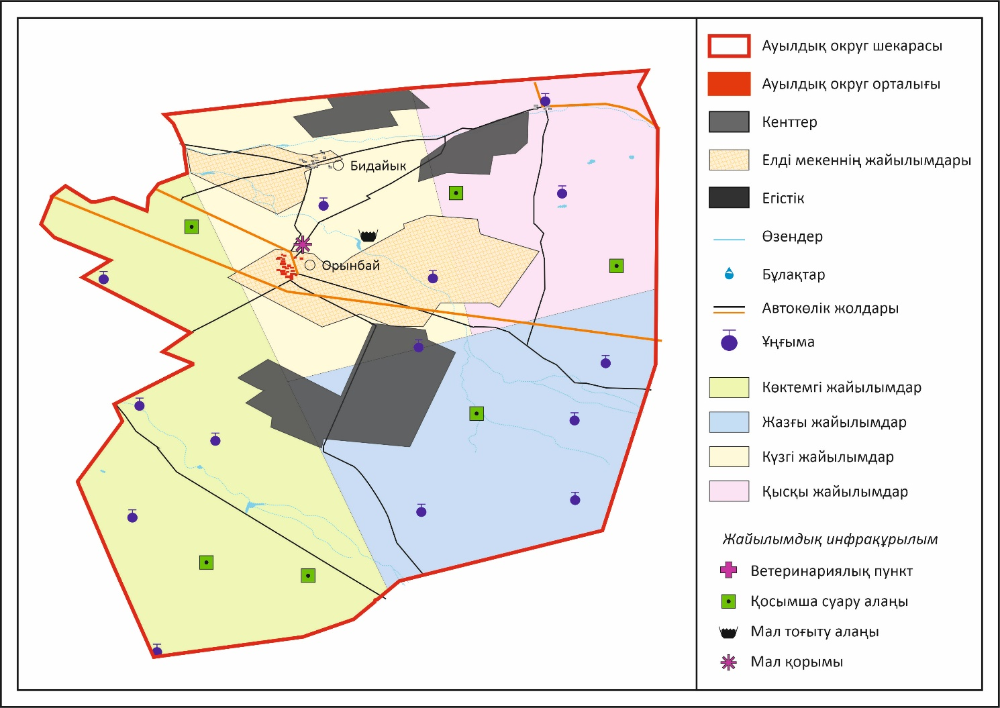 Бидайык
Орынбай
Ауылдық округ шекарасы
Ауылдық округ орталығы
Кенттер
Елді мекеннің жайылымдары
Егістік
Өзендер
Бұлақтар
Автокөлік жолдары
Ұңғыма
Көктемгі жайылымдар
Жазғы жайылымдар
Күзгі жайылымдар
Қысқы жайылымдар
Жайылымдық инфрақұрылым
Ветеринариялық пункт
Қосымша суару алаңы
Мал тоғыту алаңы
Мал қорымы